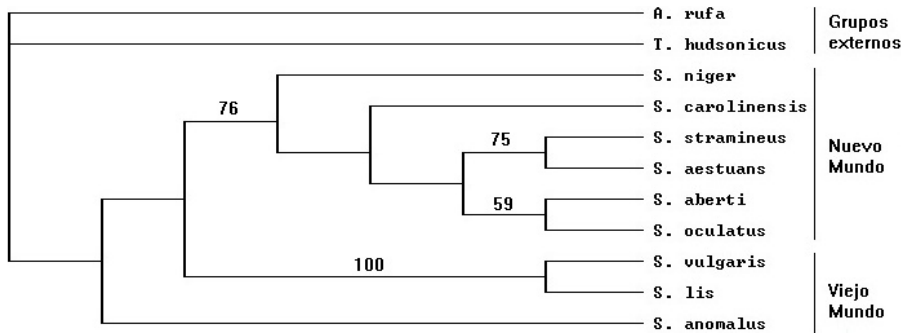 A. rufa
T. hudsonicus
Grupos
externos
S. niger
76
S. carolinensis
75
S. stramineus
S. aestuans
Nuevo
Mundo
59
S. aberti
S. oculatus
100
S. vulgaris
S. lis
S. anomalus
Viejo
Mundo